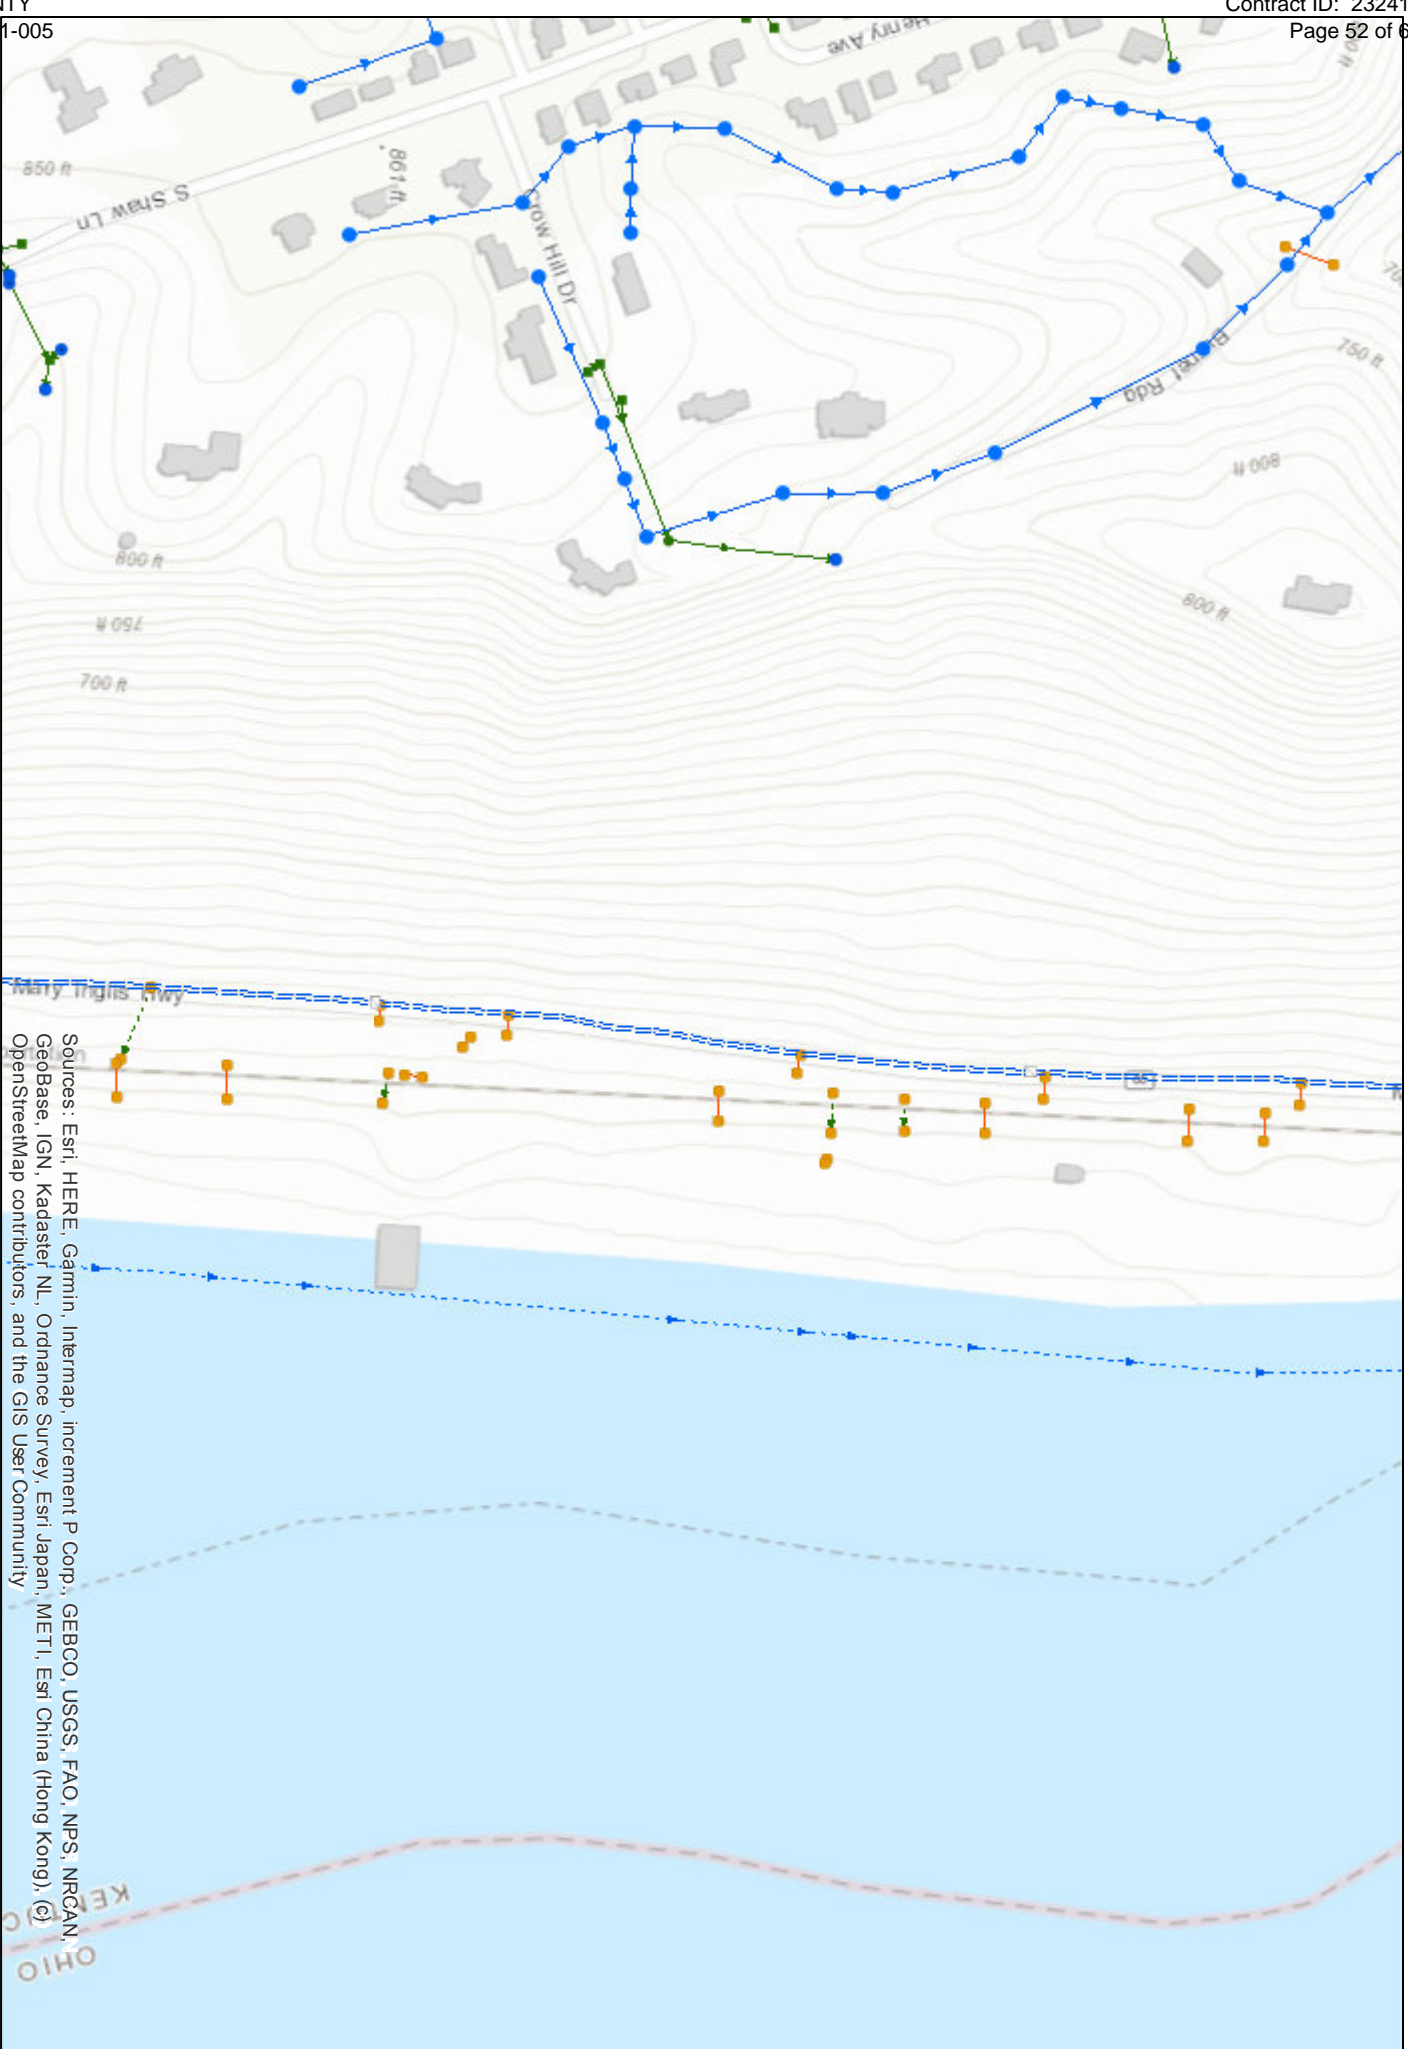 NTY
Contract ID: 23241
1-005
Page 52 of 6
Henry Ave
850 ft
S Shaw Ln
861 ft
Crow Hill Dr
750 ft
Rdg
800 ft
800 ft
800 ft
750 ft
700 ft
Mary Inglis Hwy
Sources: Esri, HERE, Garmin, Intermap, increment P Corp., GEBCO, USGS, FAO, NPS, NRCAN,
GeoBase, IGN, Kadaster NL, Ordnance Survey, Esri Japan, METI, Esri China (Hong Kong), (c)
OpenStreetMap contributors, and the GIS User Community
OHIO